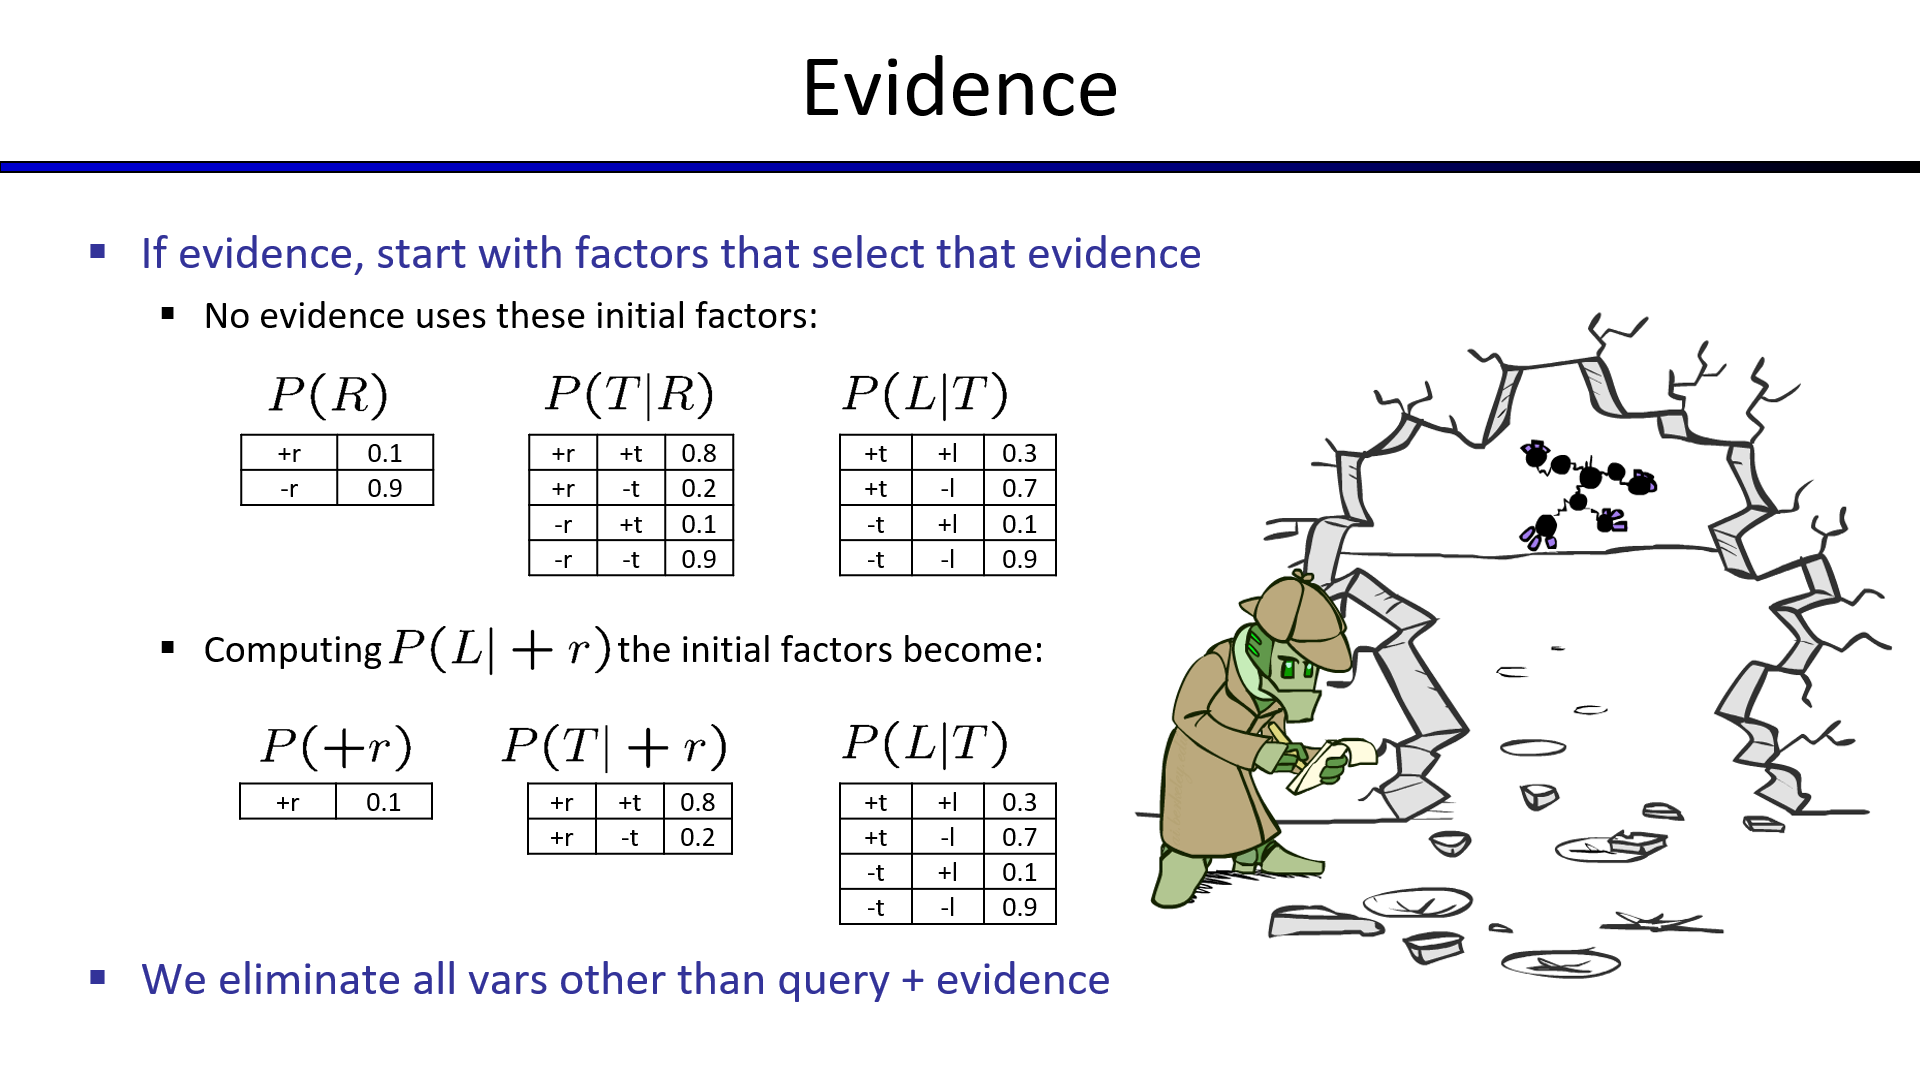 Evidence
▪ If evidence, start with factors that select that evidence
▪ No evidence uses these initial factors:
P(R) P(T|R) P(L|T)
+r 0.1 +r +t 0.8 +t +l 0.3
-r 0.9 +r -t 0.2 +t -l 0.7
-r +t 0.1 -t +l 0.1
-r -t 0.9 -t -l 0.9
▪ Computing P(L| + r) the initial factors become:
P(+r) P(T| + r) P(L|T)
+r 0.1 +r +t 0.8 +t +l 0.3
+r -t 0.2 +t -l 0.7
-t +l 0.1
-t -l 0.9
▪ We eliminate all vars other than query + evidence